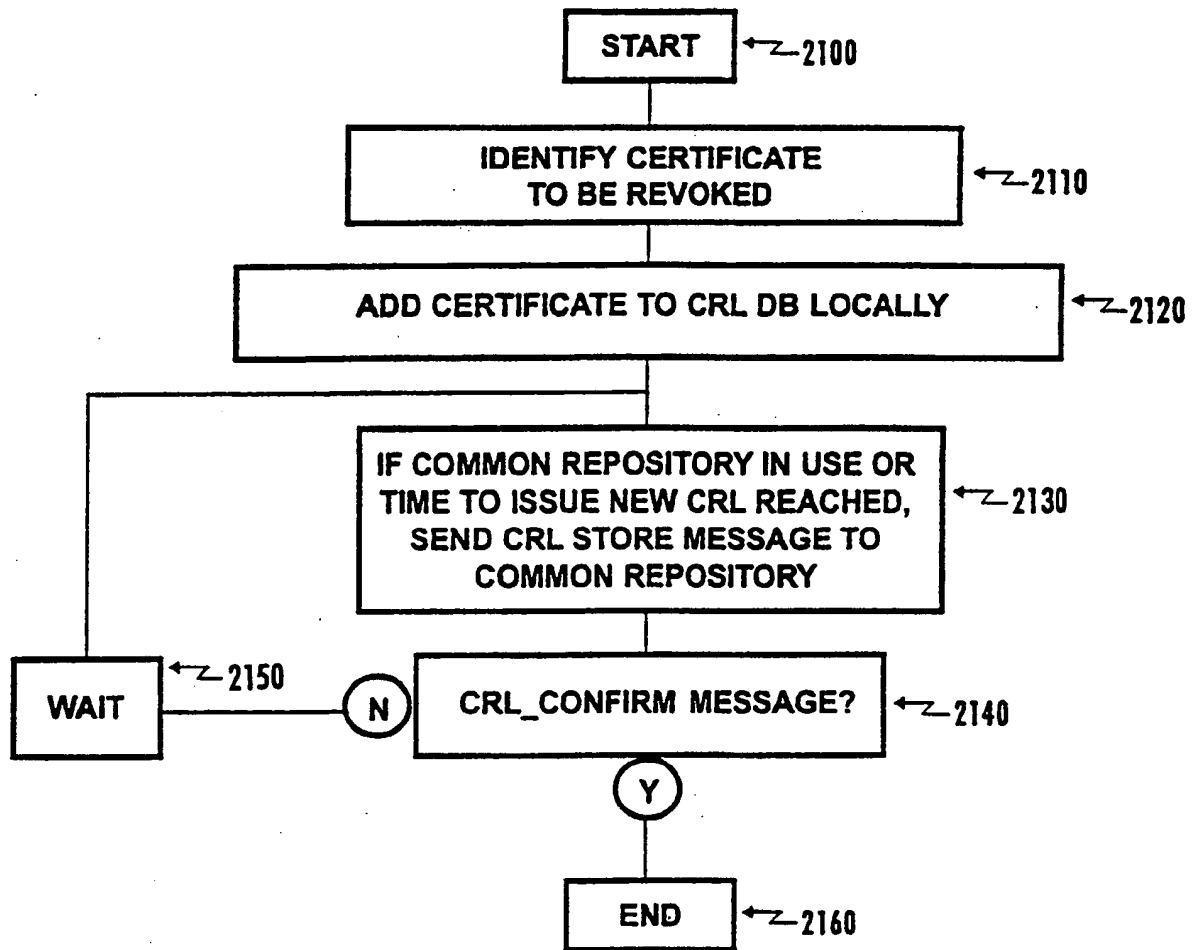 START
2100
IDENTIFY CERTIFICATE
TO BE REVOKED
2110
ADD CERTIFICATE TO CRL DB LOCALLY
2120
IF COMMON REPOSITORY IN USE OR
TIME TO ISSUE NEW CRL REACHED,
SEND CRL STORE MESSAGE TO
COMMON REPOSITORY
2130
WAIT
2150
N
CRL_CONFIRM MESSAGE?
2140
Y
END
2160